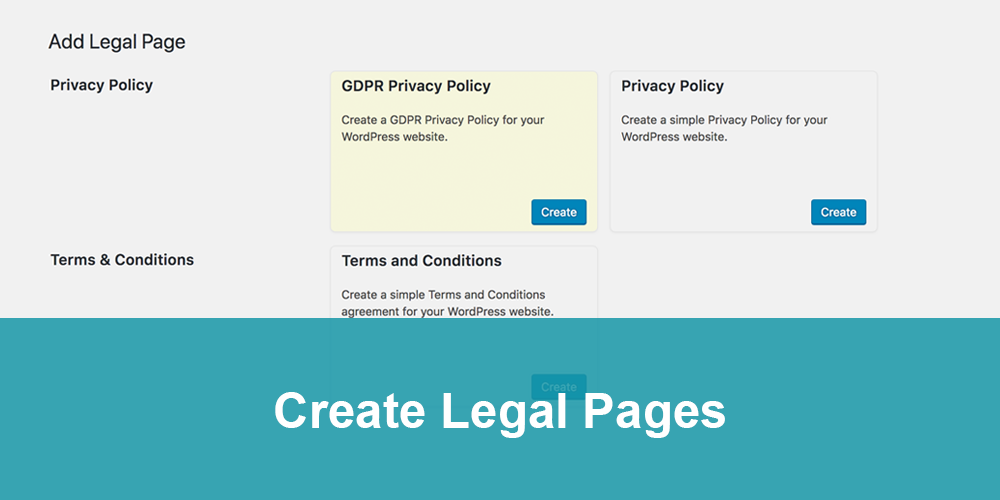 Add Legal Page
Privacy Policy
GDPR Privacy Policy
Create a GDPR Privacy Policy for your
WordPress website.
Create
Privacy Policy
Create a simple Privacy Policy for your
WordPress website.
Create
Terms & Conditions
Terms and Conditions
Create a simple Terms and Conditions
agreement for your WordPress website.
Create
Create Legal Pages